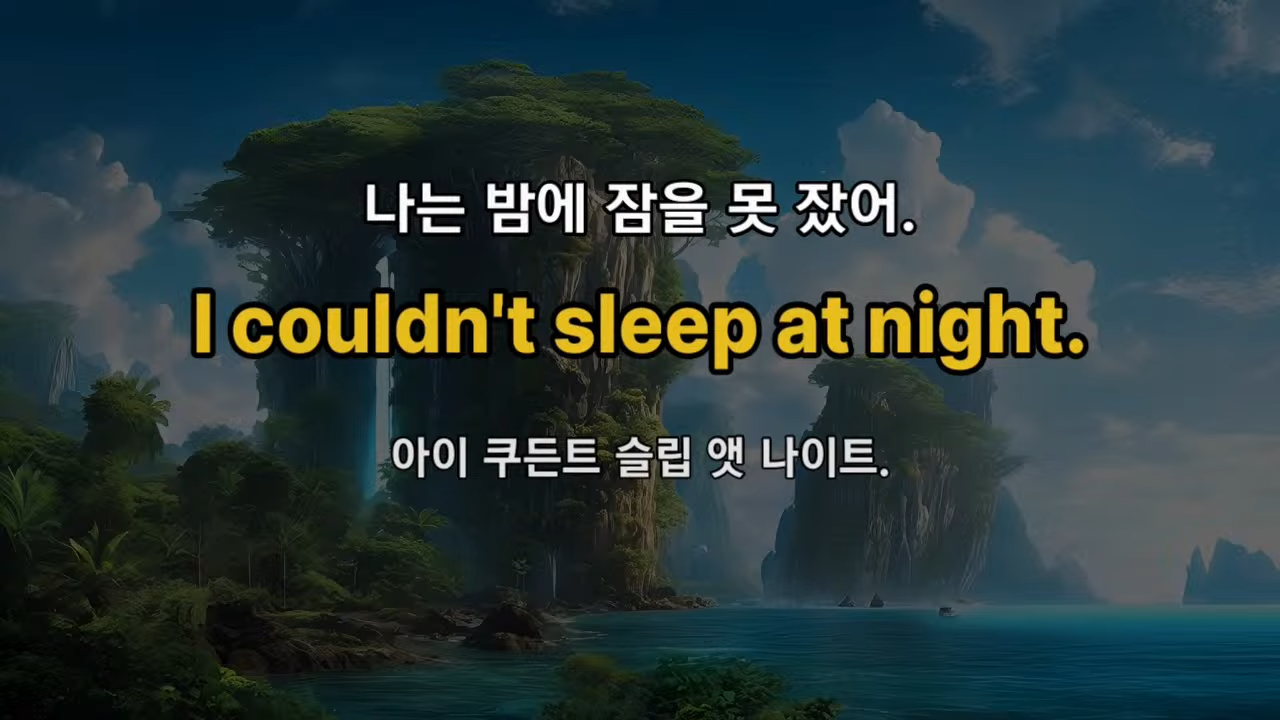 나는 밤에 잠을 못 잤어.
I couldn't sleep at night.
아이 쿠든트 슬립 앳 나이트.